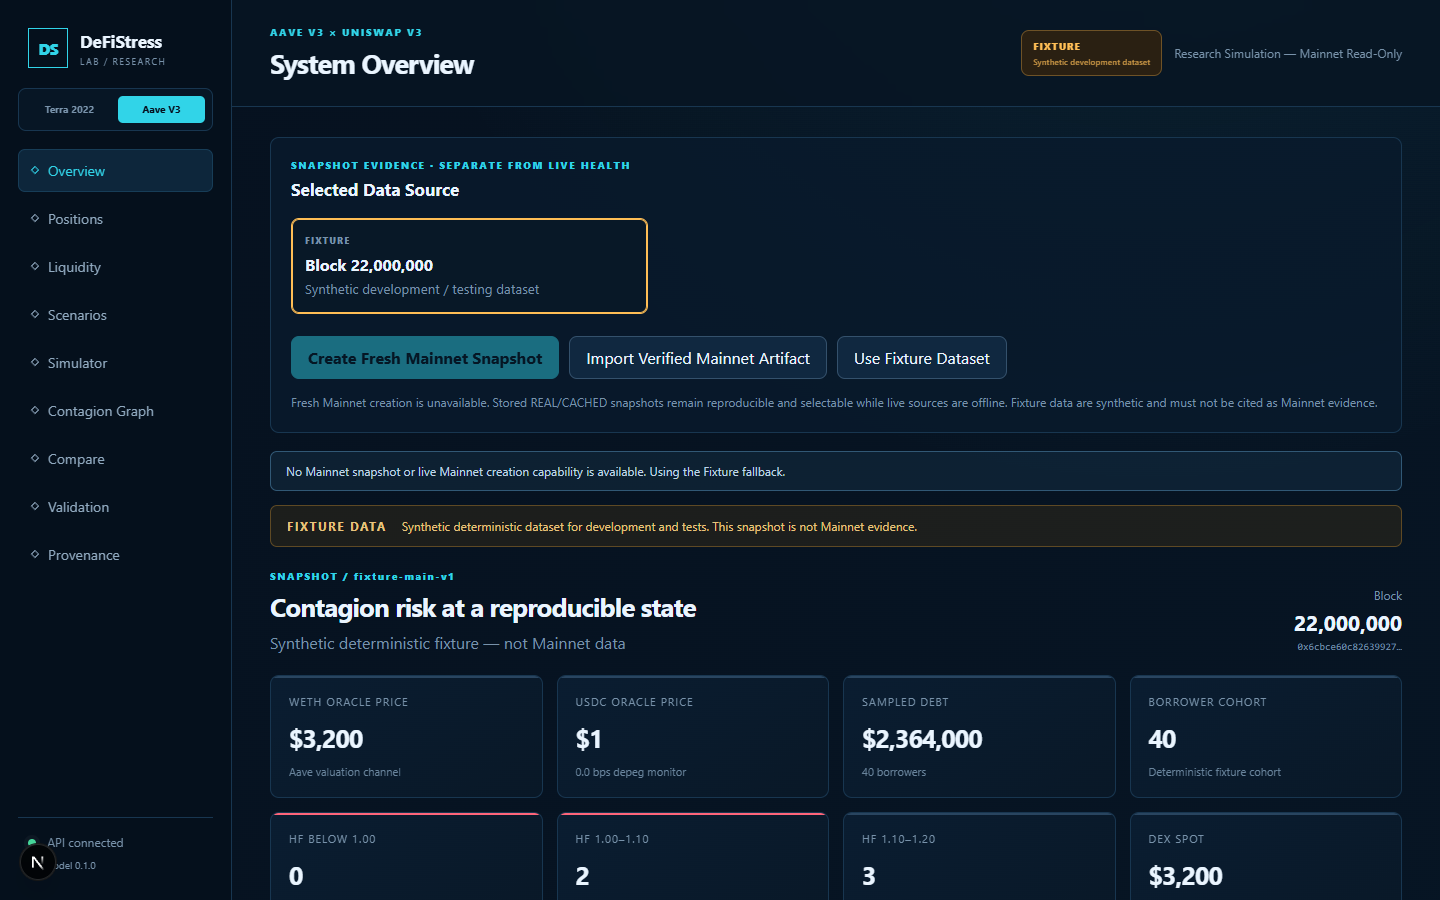 DS
DeFiStress
LAB / RESEARCH
Terra 2022
Aave V3
Overview
Positions
Liquidity
Scenarios
Simulator
Contagion Graph
Compare
Validation
Provenance
API connected
odel 0.1.0
N
AAVE V3 × UNISWAP V3
System Overview
FIXTURE
Synthetic development dataset
Research Simulation — Mainnet Read-Only
SNAPSHOT EVIDENCE · SEPARATE FROM LIVE HEALTH
Selected Data Source
FIXTURE
Block 22,000,000
Synthetic development / testing dataset
Create Fresh Mainnet Snapshot
Import Verified Mainnet Artifact
Use Fixture Dataset
Fresh Mainnet creation is unavailable. Stored REAL/CACHED snapshots remain reproducible and selectable while live sources are offline. Fixture data are synthetic and must not be cited as Mainnet evidence.
No Mainnet snapshot or live Mainnet creation capability is available. Using the Fixture fallback.
FIXTURE DATA Synthetic deterministic dataset for development and tests. This snapshot is not Mainnet evidence.
SNAPSHOT / fixture-main-v1
Contagion risk at a reproducible state
Synthetic deterministic fixture — not Mainnet data
Block
22,000,000
0x6cbce60c82639927…
WETH ORACLE PRICE
$3,200
Aave valuation channel
USDC ORACLE PRICE
$1
0.0 bps depeg monitor
SAMPLED DEBT
$2,364,000
40 borrowers
BORROWER COHORT
40
Deterministic fixture cohort
HF BELOW 1.00
0
HF 1.00–1.10
2
HF 1.10–1.20
3
DEX SPOT
$3,200